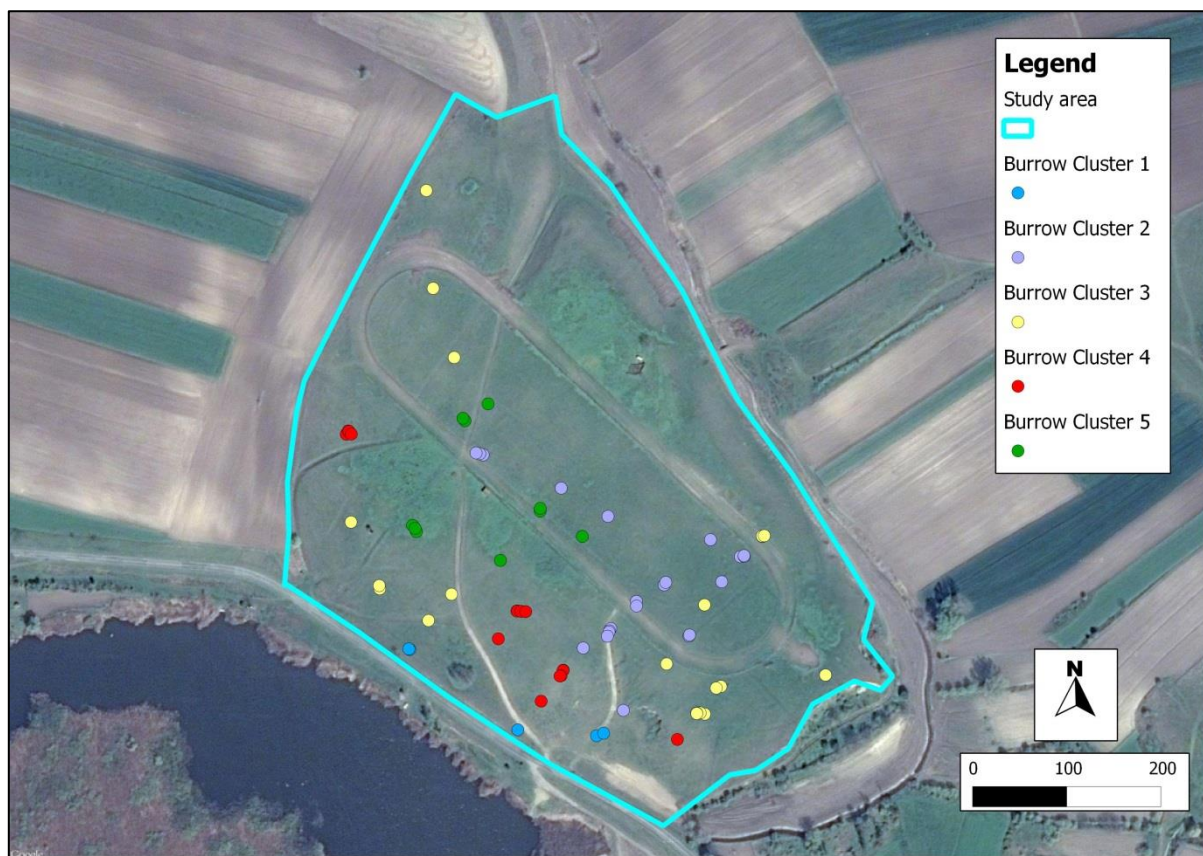 Legend
Study area
Burrow Cluster 1
Burrow Cluster 2
Burrow Cluster 3
Burrow Cluster 4
Burrow Cluster 5
N
0 100 200
Google